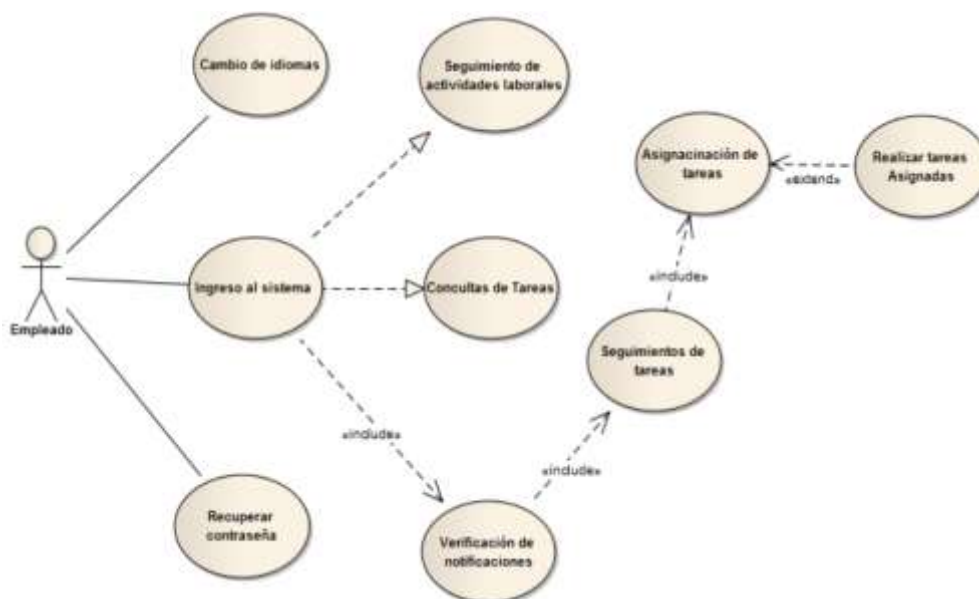 Cambio de idiomas
Seguimiento de
actividades laborales
Asignacinación de
tareas
«extend»
Realizar tareas
Asignadas
Empleado
Ingreso al sistema
Concultas de Tareas
«include»
Seguimientos de
tareas
«include»
«include»
Recuperar
contraseña
Verificación de
notificaciones